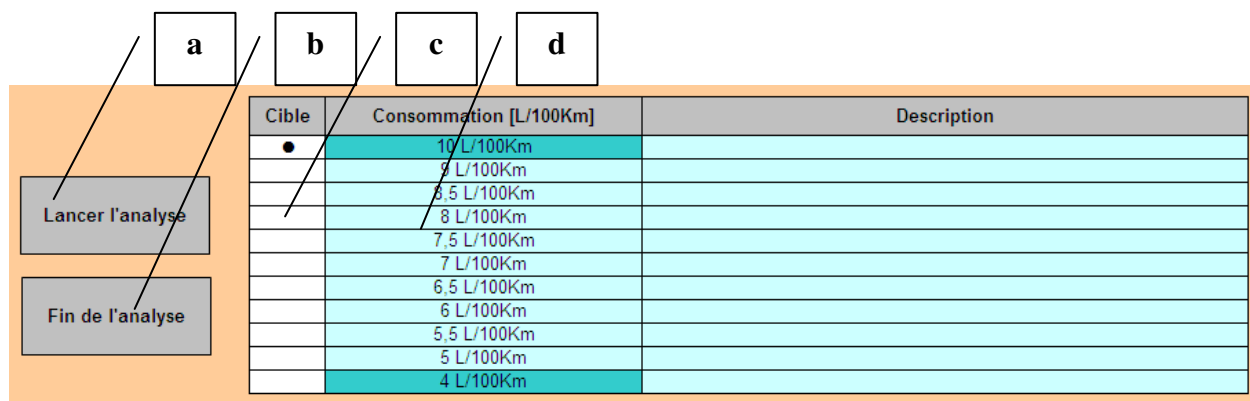 a b c d
Cible Consommation [L/100Km] Description
● 10 L/100Km
9 L/100Km
8,5 L/100Km
8 L/100Km
7,5 L/100Km
7 L/100Km
6,5 L/100Km
6 L/100Km
5,5 L/100Km
5 L/100Km
4 L/100Km
Lancer l'analyse
Fin de l'analyse